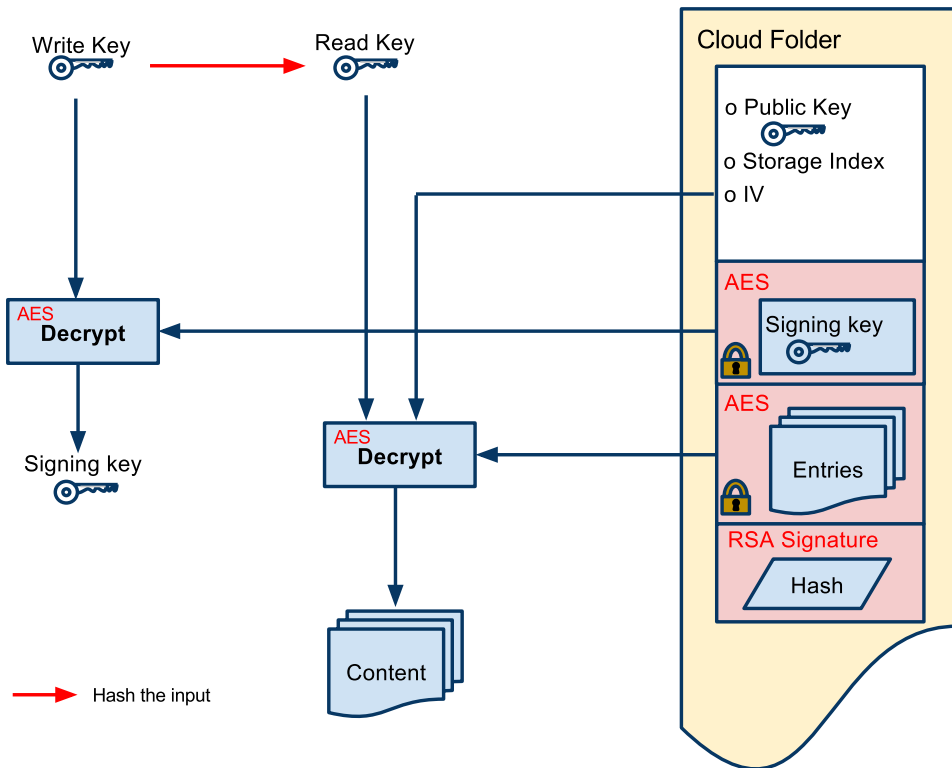 Write Key
Read Key
Cloud Folder
o Public Key
o Storage Index
o IV
AES
Decrypt
AES
Signing key
Signing key
AES
Decrypt
AES
Entries
RSA Signature
Hash
Content
Hash the input